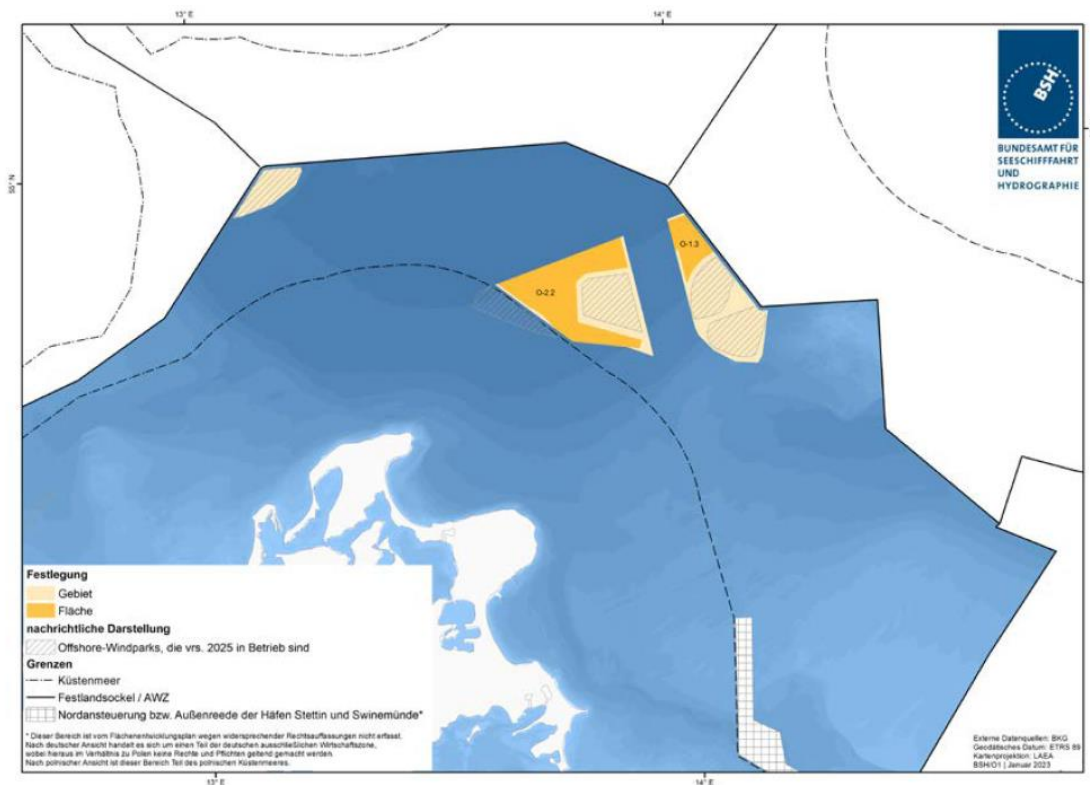 13° E
14° E
BSH
BUNDESAMT FÜR
SEESCHIFFFAHRT
UND
HYDROGRAPHIE
55° N
O-1.3
O-2.2
Festlegung
Gebiet
Fläche
nachrichtliche Darstellung
Offshore-Windparks, die vrs. 2025 in Betrieb sind
Grenzen
Küstenmeer
Festlandsockel / AWZ
Nordansteuerung bzw. Außenreede der Häfen Stettin und Swinemünde*
* Dieser Bereich ist vom Flächenentwicklungsplan wegen widersprechender Rechtsauffassungen nicht erfasst.
Nach deutscher Ansicht handelt es sich um einen Teil der deutschen ausschließlichen Wirtschaftszone,
wobei hieraus im Verhältnis zu Polen keine Rechte und Pflichten geltend gemacht werden.
Nach polnischer Ansicht ist dieser Bereich Teil des polnischen Küstenmeeres.
Externe Datenquellen: BKG
Geodätisches Datum: ETRS 89
Kartenprojektion: LAEA
BSH/O1 | Januar 2023
13° E
14° E